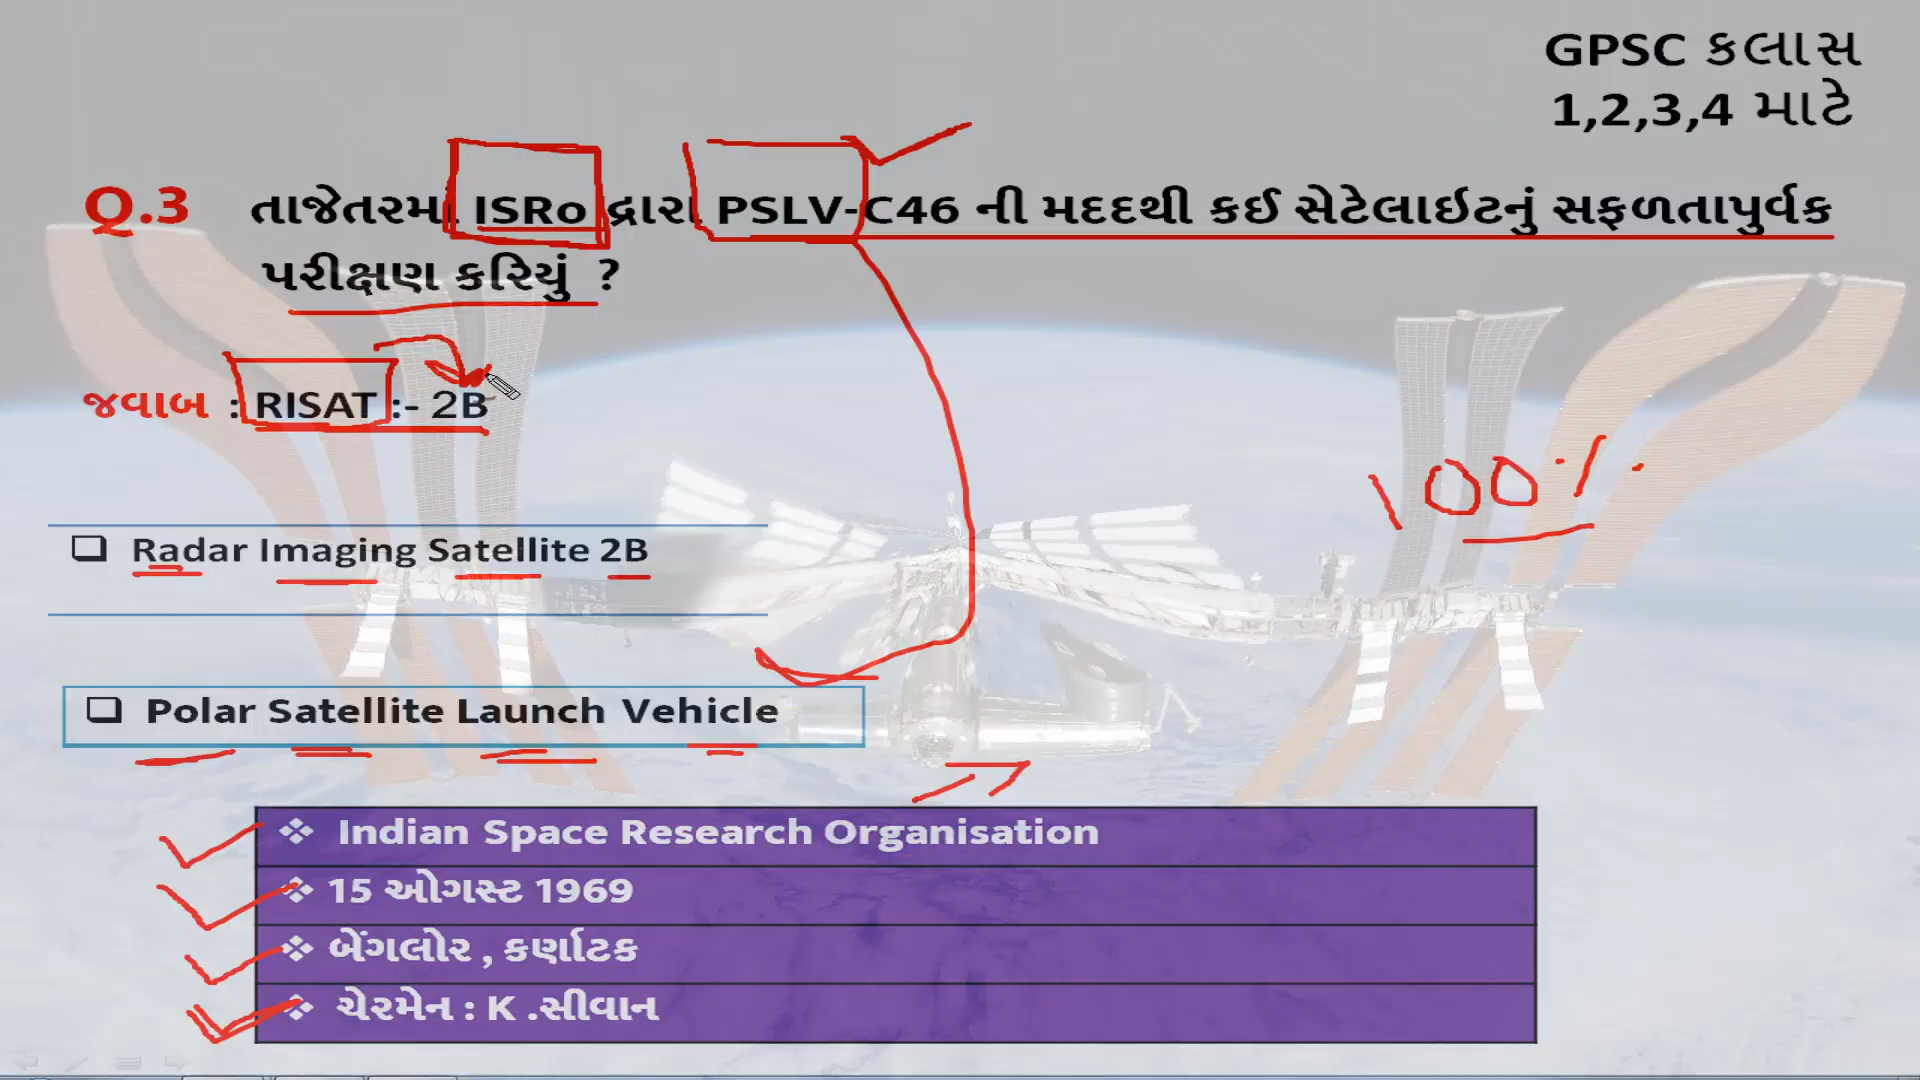 GPSC કલાસ
1,2,3,4 માટે
Q.3 તાજેતરમાં ISRo દ્વારા PSLV-C46 ની મદદથી કઈ સેટેલાઇટનું સફળતાપુર્વક
પરીક્ષણ કરિયું ?
જવાબ : RISAT :- 2B
100%
❑ Radar Imaging Satellite 2B
❑ Polar Satellite Launch Vehicle
❖ Indian Space Research Organisation
❖ 15 ઓગસ્ટ 1969
❖ બેંગલોર , કર્ણાટક
❖ ચેરમેન : K .સીવાન